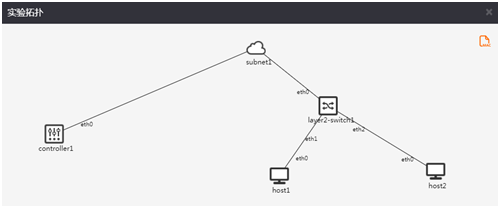 实验拓扑
subnet1
eth0
layer2-switch1
eth0
eth2
controller1
eth1
eth0
eth0
host1
host2